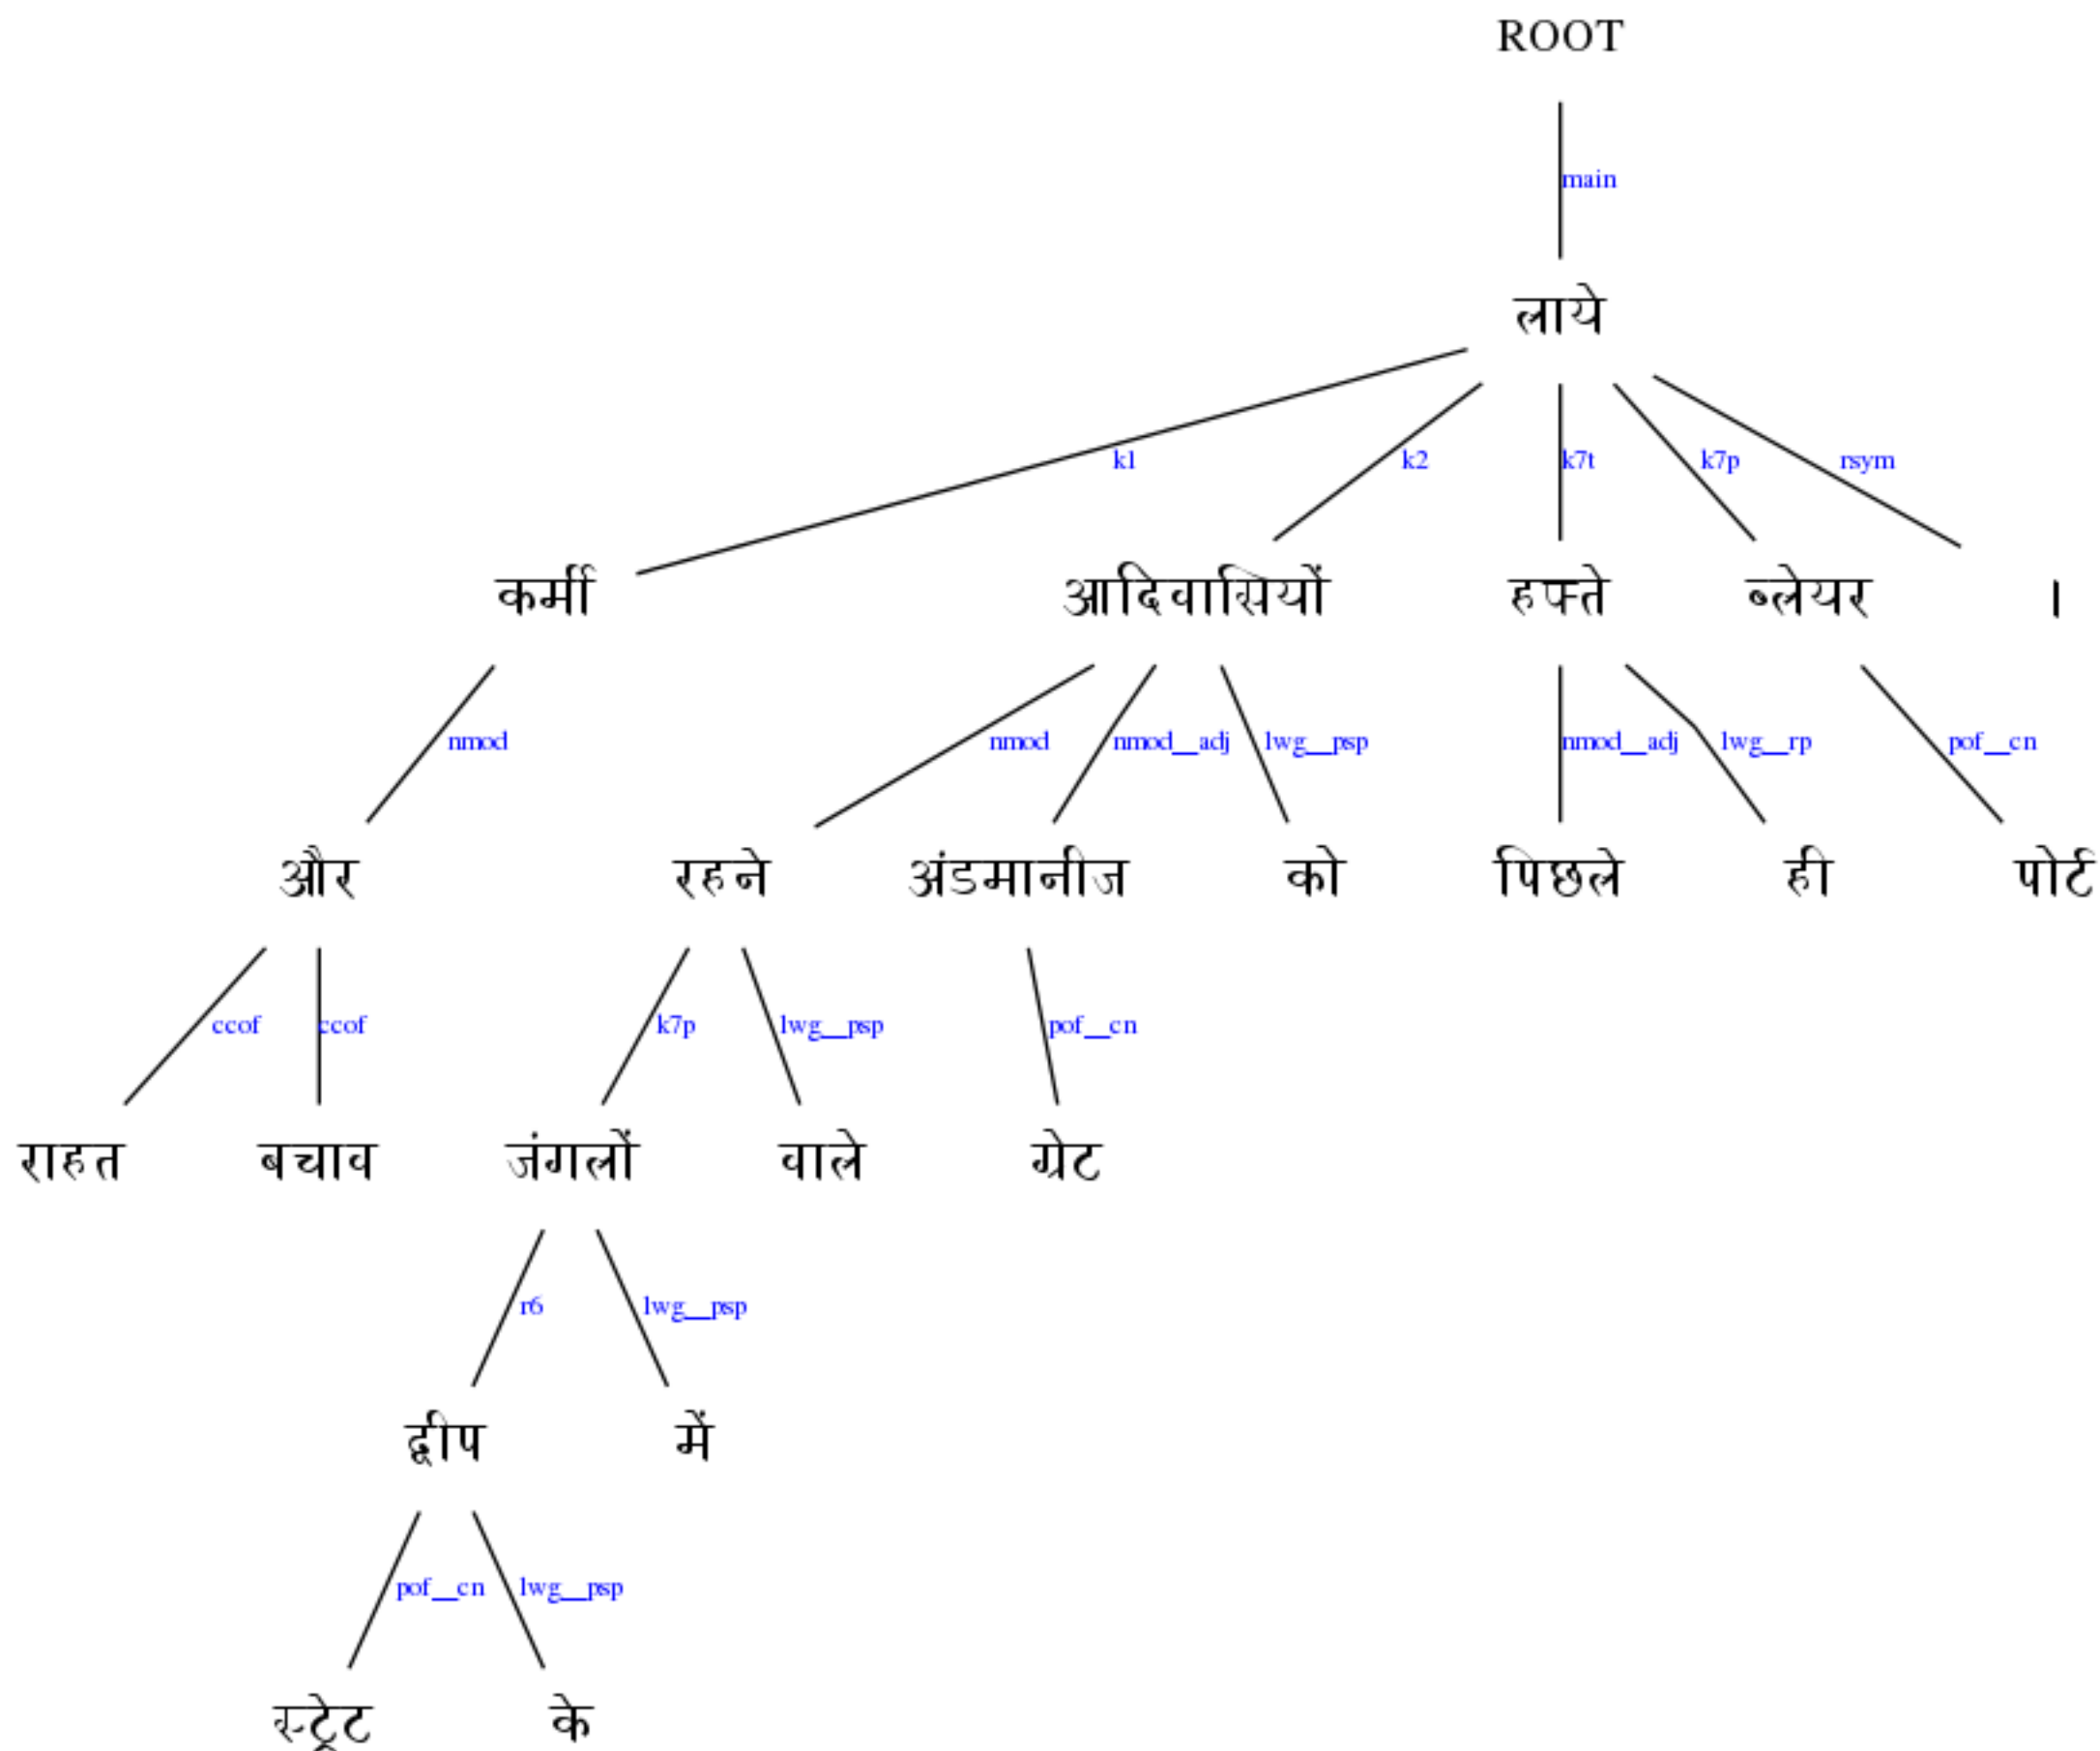 ROOT
main
लाये
k1 k2 k7t k7p rsym
कर्मी आदिवासियों हफ्ते ब्लेयर ।
nmod nmod nmod__adj lwg__psp nmod__adj lwg__rp pof__cn
और रहने अंडमानीज को पिछले ही पोर्ट
ccof ccof k7p lwg__psp pof__cn
राहत बचाव जंगलों वाले ग्रेट
r6 lwg__psp
द्वीप में
pof__cn lwg__psp
स्ट्रेट के